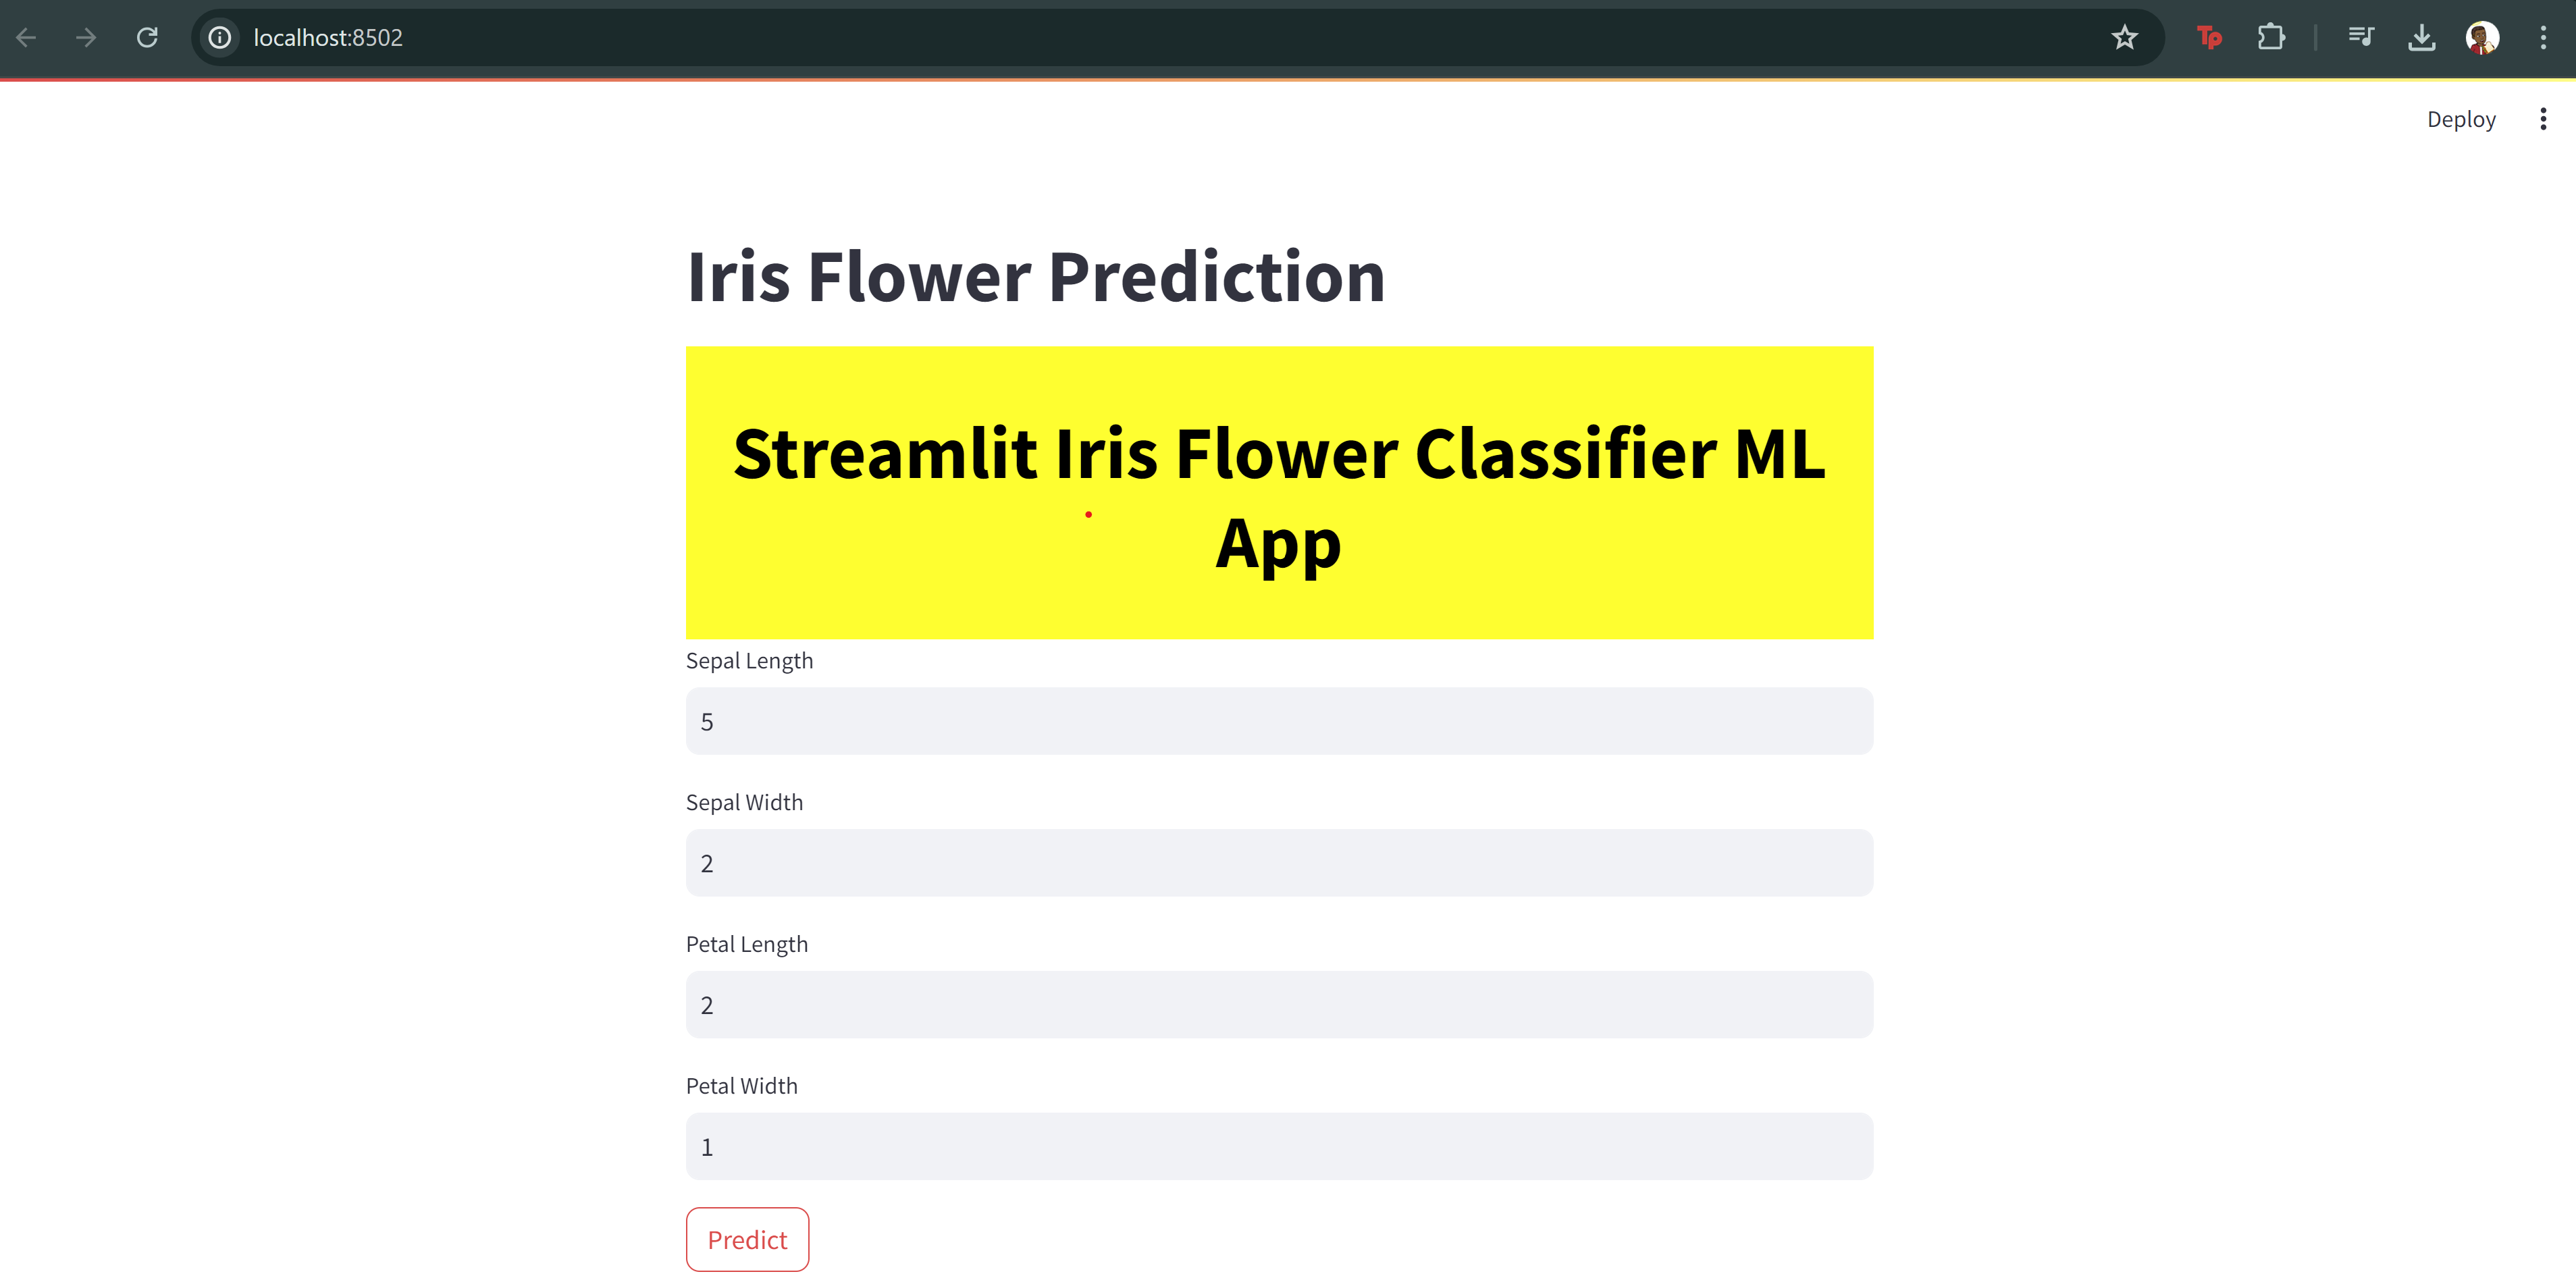 localhost:8502
Tp
Deploy
Iris Flower Prediction
Streamlit Iris Flower Classifier ML
App
Sepal Length
5
Sepal Width
2
Petal Length
2
Petal Width
1
Predict